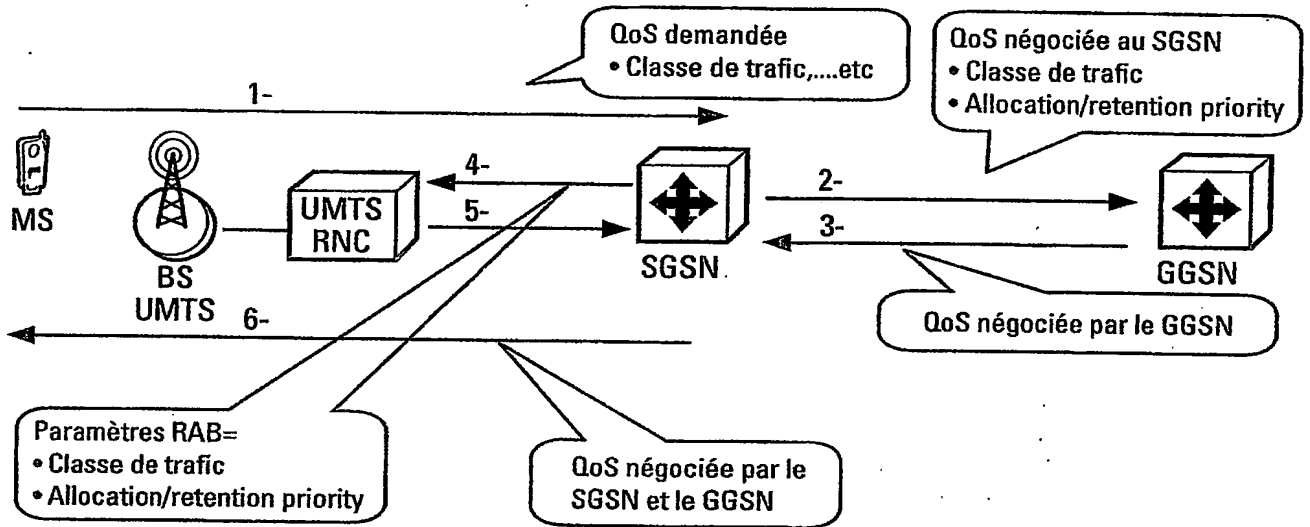 QoS demandée
• Classe de trafic,....etc
QoS négociée au SGSN
• Classe de trafic
• Allocation/retention priority
1-
MS
BS
UMTS
UMTS
RNC
4-
5-
SGSN
2-
3-
GGSN
QoS négociée par le GGSN
6-
Paramètres RAB=
• Classe de trafic
• Allocation/retention priority
QoS négociée par le
SGSN et le GGSN